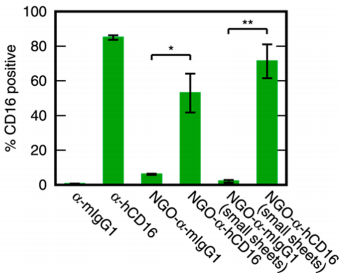 % CD16 positive
100
80
60
40
20
0
*
**
α-mIgG1
α-hCD16
NGO-α-mIgG1
NGO-α-hCD16
NGO-α-mIgG1
(small sheets)
NGO-α-hCD16
(small sheets)